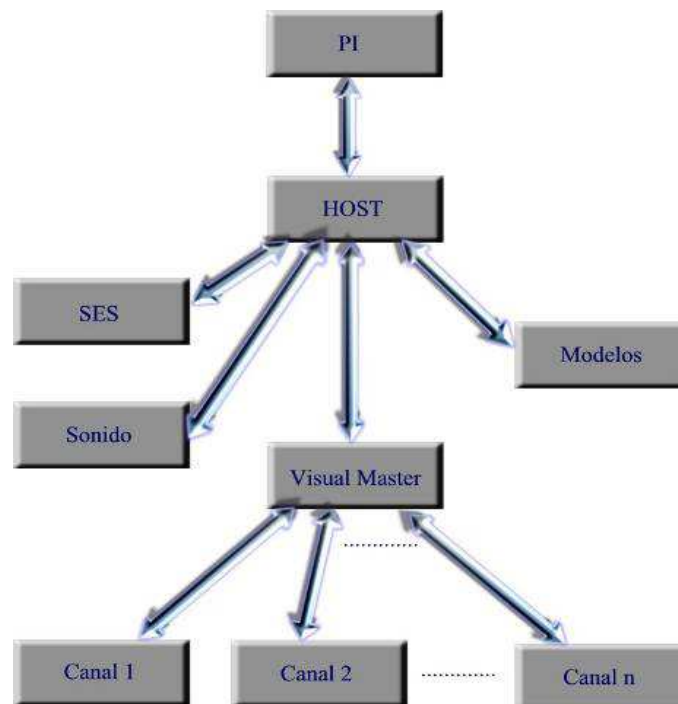 PI
HOST
SES
Modelos
Sonido
Visual Master
Canal 1
Canal 2
Canal n